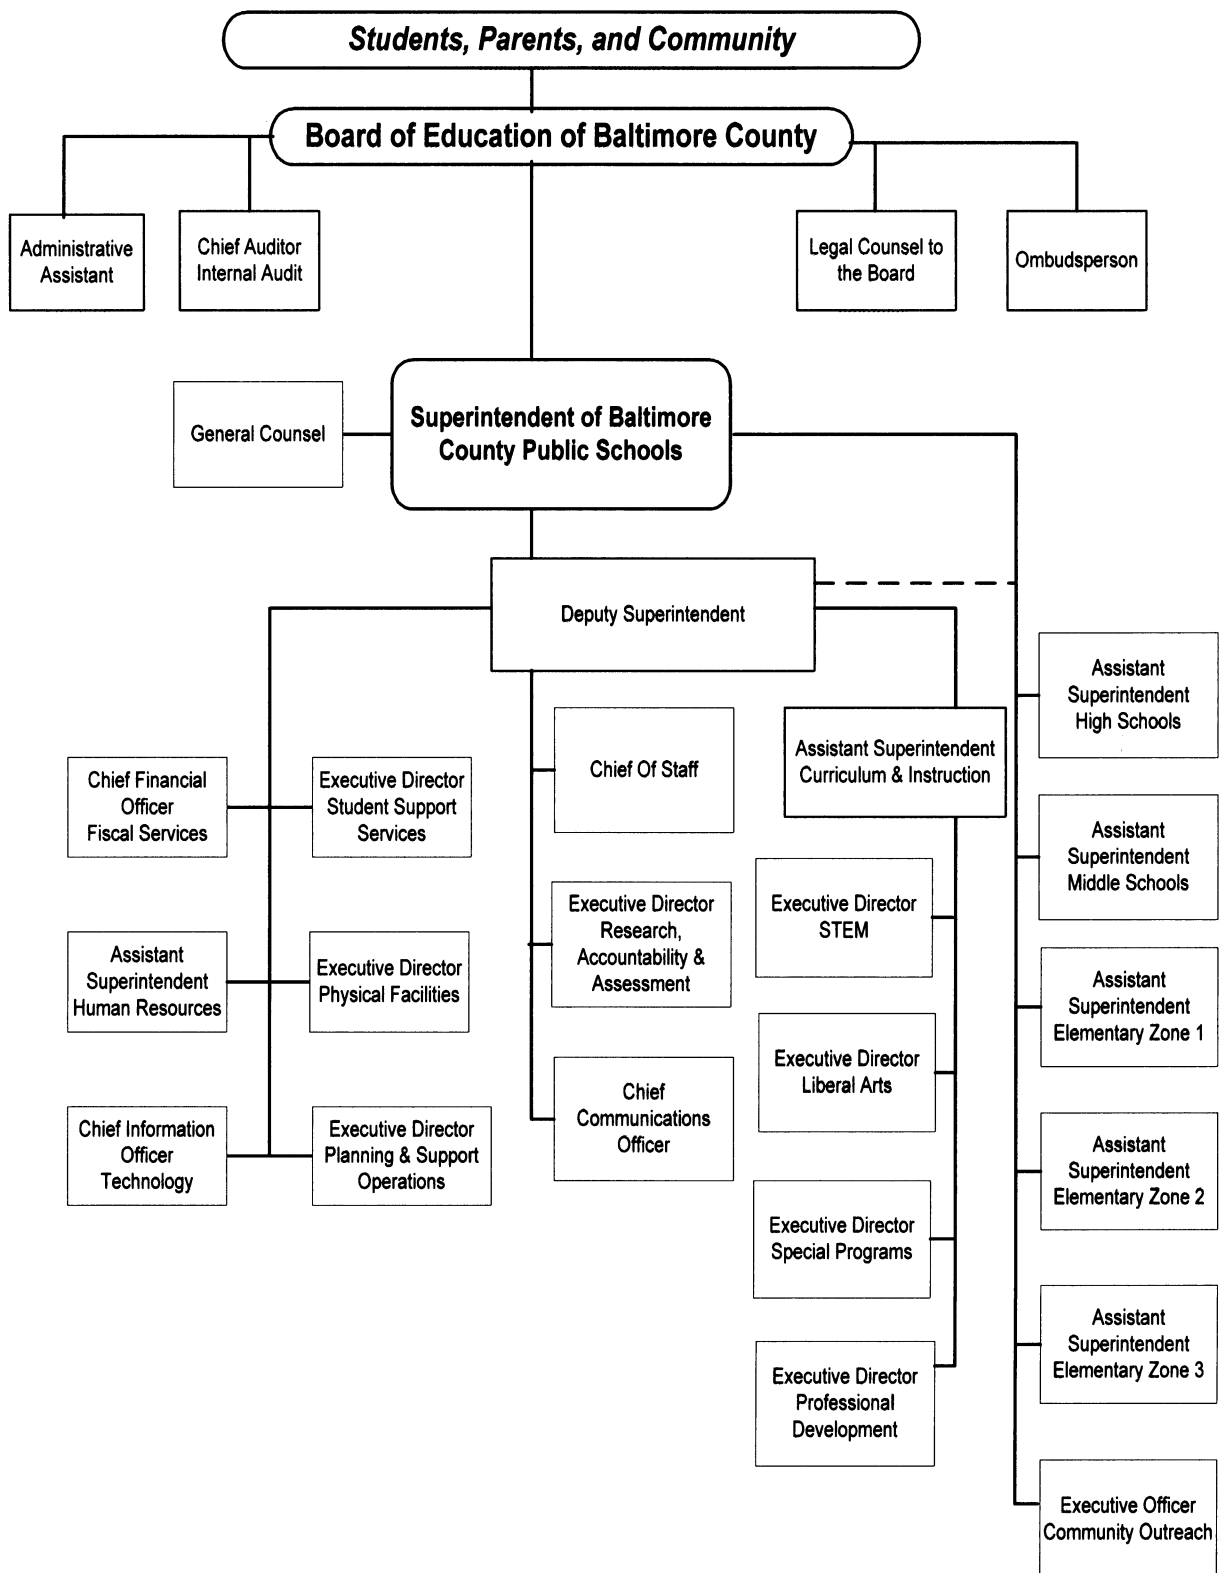 Students, Parents, and Community
Board of Education of Baltimore County
Administrative
Assistant
Chief Auditor
Internal Audit
Legal Counsel to
the Board
Ombudsperson
General Counsel
Superintendent of Baltimore
County Public Schools
Deputy Superintendent
Chief Financial
Officer
Fiscal Services
Executive Director
Student Support
Services
Assistant
Superintendent
Human Resources
Executive Director
Physical Facilities
Chief Information
Officer
Technology
Executive Director
Planning & Support
Operations
Chief Of Staff
Executive Director
Research,
Accountability &
Assessment
Chief
Communications
Officer
Assistant Superintendent
Curriculum & Instruction
Executive Director
STEM
Executive Director
Liberal Arts
Executive Director
Special Programs
Executive Director
Professional
Development
Assistant
Superintendent
High Schools
Assistant
Superintendent
Middle Schools
Assistant
Superintendent
Elementary Zone 1
Assistant
Superintendent
Elementary Zone 2
Assistant
Superintendent
Elementary Zone 3
Executive Officer
Community Outreach